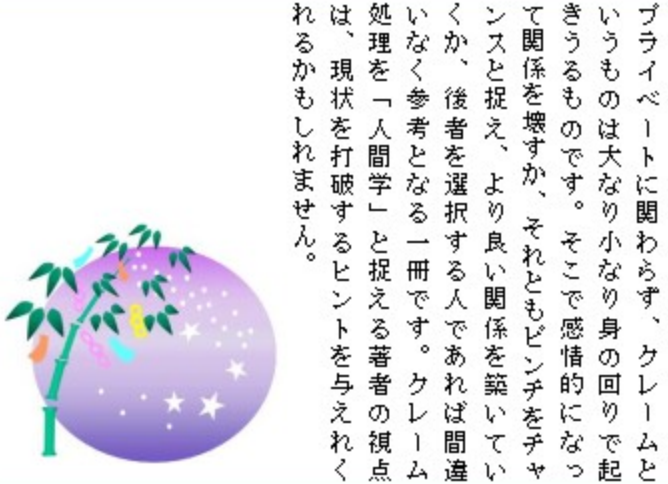 プライベートに関わらず、クレームと
いうものは大なり小なり身の回りで起
きうるものです。そこで感情的になっ
て関係を壊すか、それともピンチをチャ
ンスと捉え、より良い関係を築いてい
くか、後者を選択する人であれば間違
いなく参考となる一冊です。クレーム
処理を「人間学」と捉える著者の視点
は、現状を打破するヒントを与えれく
れるかもしれません。